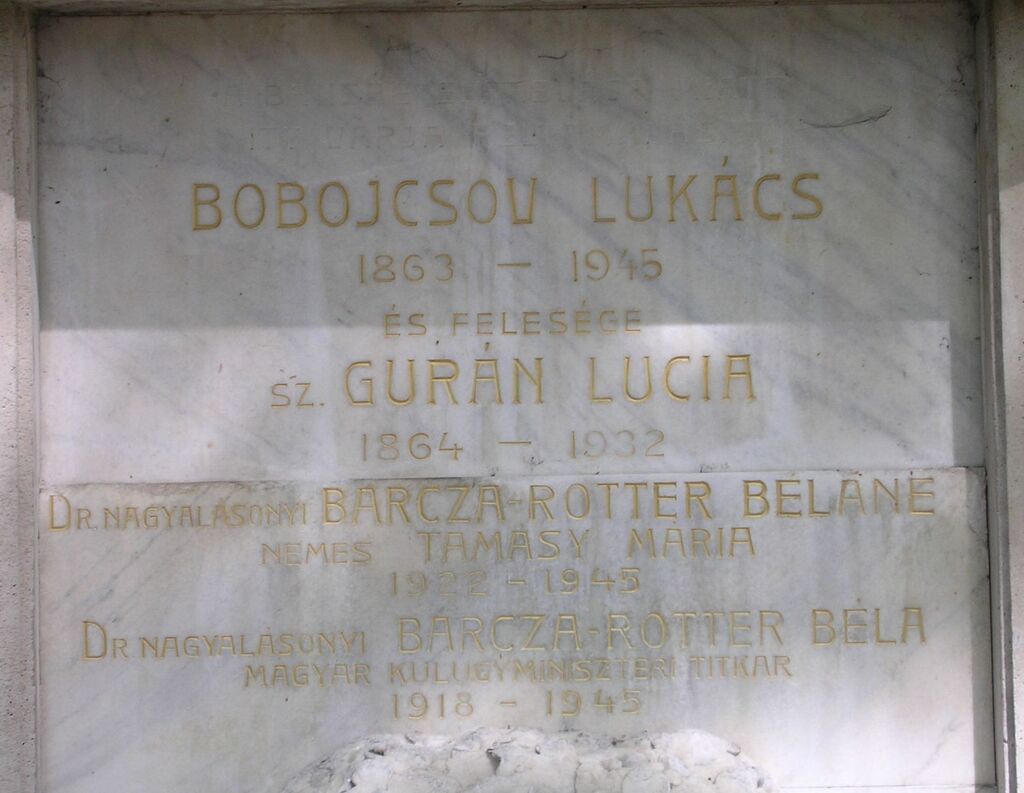 VÁRJA
BOBOJCSOV LUKÁCS
1863 — 1945
ÉS FELESÉGE
SZ. GURÁN LUCIA
1864 — 1932
DR. NAGYALÁSONYI BARCZA-ROTTER BÉLÁNÉ
NEMES TAMÁSY MÁRIA
1922 - 1945
DR NAGYALÁSONYI BARCZA-ROTTER BÉLA
MAGYAR KÜLÜGYMINISZTERI TITKÁR
1918 - 1945